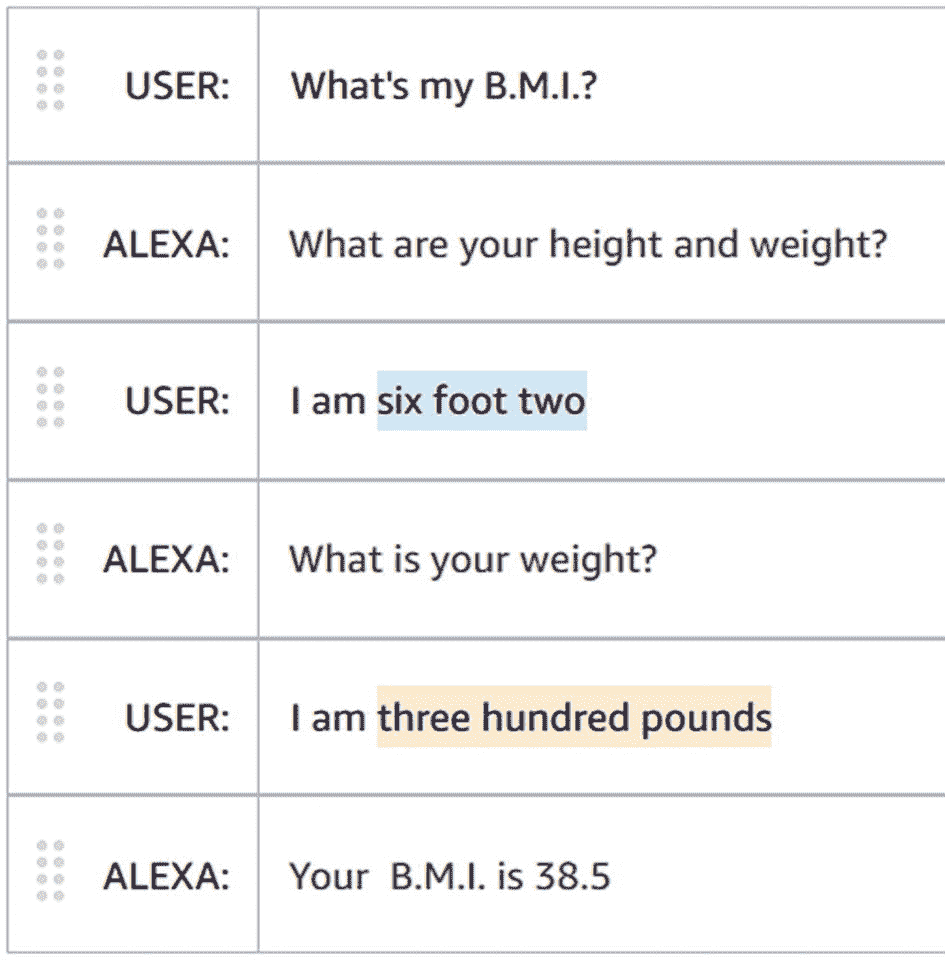 USER: What's my B.M.I.?
ALEXA: What are your height and weight?
USER: I am six foot two
ALEXA: What is your weight?
USER: I am three hundred pounds
ALEXA: Your B.M.I. is 38.5